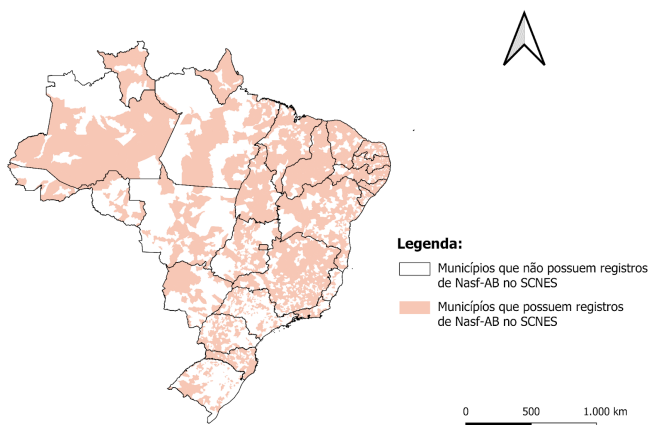 Legenda:
Municípios que não possuem registros
de Nasf-AB no SCNES
Municípíos que possuem registros
de Nasf-AB no SCNES
0 500 1.000 km